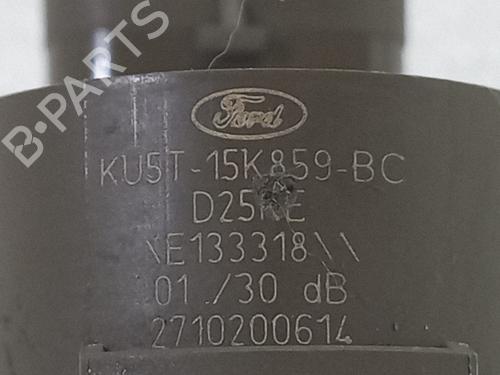 B-PARTS
Ford
KU5T-15K859-BC
\E133318\\
01 /30 dB
2710200614